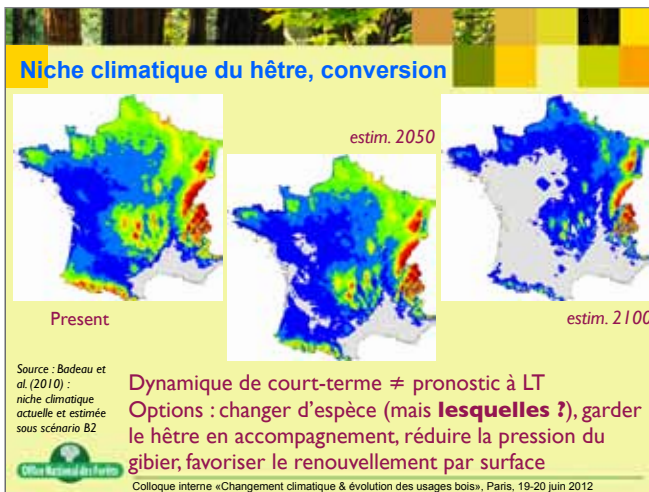 Niche climatique du hêtre, conversion
estim. 2050
Present
estim. 2100
Source : Badeau et
al. (2010) :
niche climatique
actuelle et estimée
sous scénario B2
Dynamique de court-terme ≠ pronostic à LT
Options : changer d'espèce (mais lesquelles ?), garder
le hêtre en accompagnement, réduire la pression du
gibier, favoriser le renouvellement par surface
Office National des Forêts
Colloque interne «Changement climatique & évolution des usages bois», Paris, 19-20 juin 2012